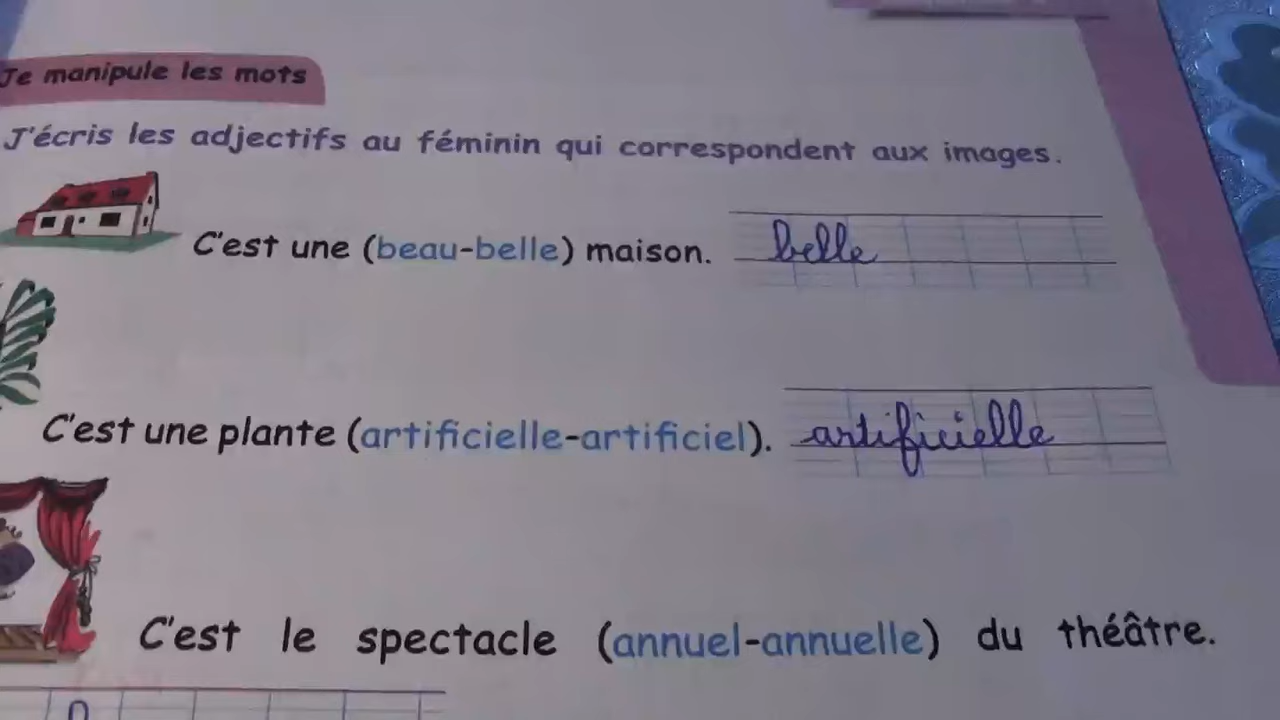 Je manipule les mots
J'écris les adjectifs au féminin qui correspondent aux images.
C'est une (beau-belle) maison. belle
C'est une plante (artificielle-artificiel). artificielle
C'est le spectacle (annuel-annuelle) du théâtre.